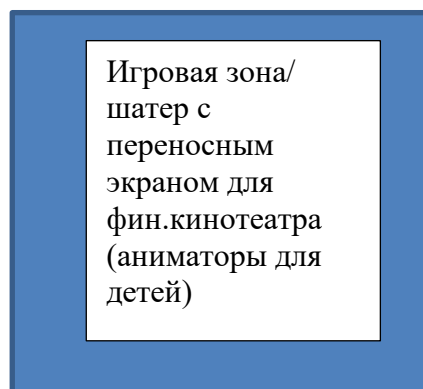 Игровая зона/
шатер с
переносным
экраном для
фин.кинотеатра
(аниматоры для
детей)